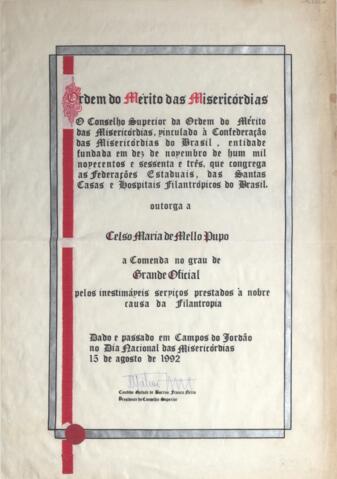 Ordem do Mérito das Misericórdias
O Conselho Superior da Ordem do Mérito
das Misericórdias, vinculado à Confederação
das Misericórdias do Brasil, entidade
fundada em dez de novembro de hum mil
novecentos e sessenta e três, que congrega
as Federações Estaduais, das Santas
Casas e Hospitais Filantrópicos do Brasil.
outorga a
Celso Maria de Mello Pupo
a Comenda no grau de
Grande Oficial
pelos inestimáveis serviços prestados à nobre
causa da Filantropia
Dado e passado em Campos do Jordão
no Dia Nacional das Misericórdias
15 de agosto de 1992
de Barros Franco Netto
Presidente do Conselho Superior